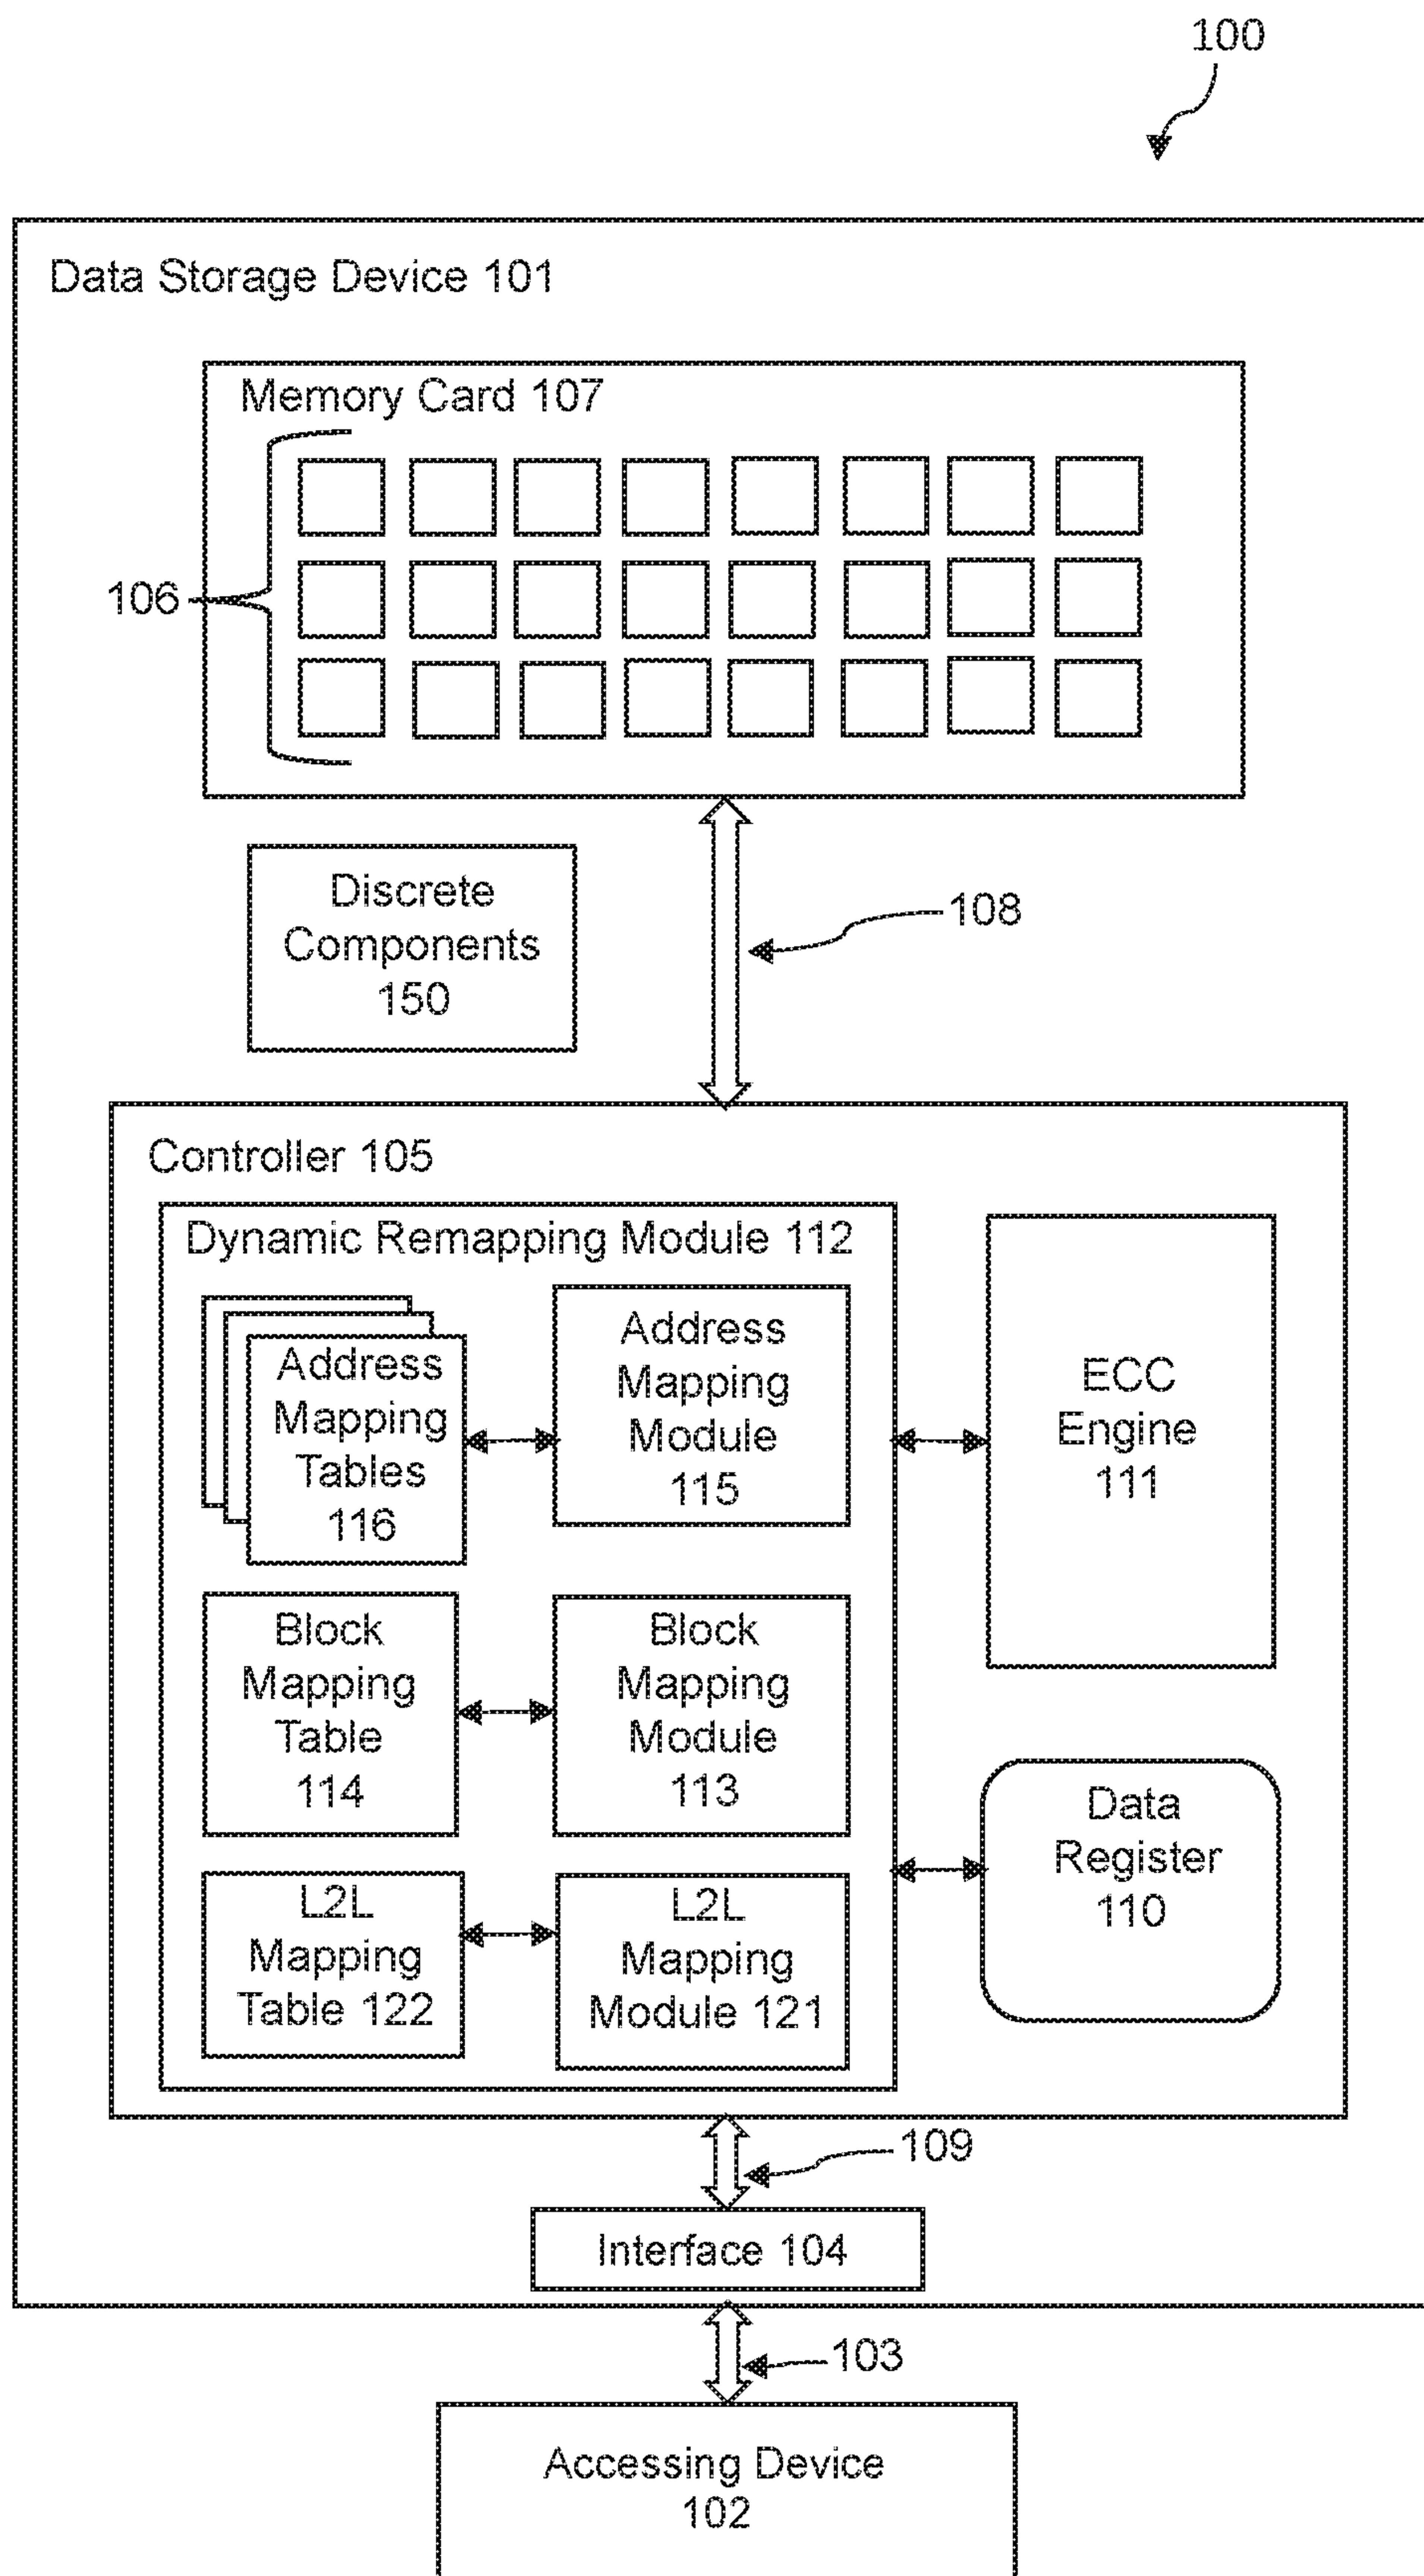 100
Data Storage Device 101
Memory Card 107
106
Discrete
Components
150
108
Controller 105
Dynamic Remapping Module 112
Address
Mapping
Tables
116
Address
Mapping
Module
115
ECC
Engine
111
Block
Mapping
Table
114
Block
Mapping
Module
113
Data
Register
110
L2L
Mapping
Table 122
L2L
Mapping
Module 121
109
Interface 104
103
Accessing Device
102